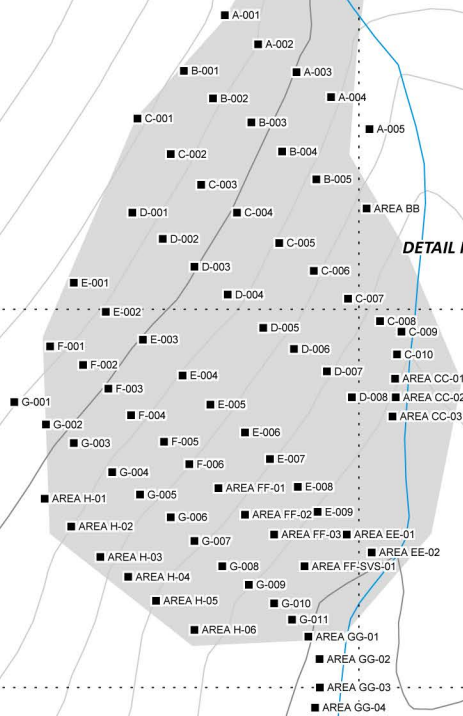 A-001
A-002
B-001
A-003
B-002
A-004
C-001
B-003
A-005
C-002
B-004
B-005
C-003
AREA BB
D-001
C-004
D-002
C-005
DETAIL
D-003
C-006
E-001
D-004
C-007
E-002
C-008
D-005
C-009
E-003
F-001
D-006
C-010
F-002
D-007
E-004
AREA CC-01
F-003
D-008
AREA CC-02
G-001
E-005
F-004
AREA CC-03
G-002
E-006
G-003
F-005
E-007
F-006
G-004
AREA FF-01
E-008
G-005
AREA H-01
E-009
AREA FF-02
G-006
AREA H-02
AREA FF-03
AREA EE-01
G-007
AREA EE-02
AREA H-03
G-008
AREA FF-SVS-01
AREA H-04
G-009
AREA H-05
G-010
G-011
AREA H-06
AREA GG-01
AREA GG-02
AREA GG-03
AREA GG-04